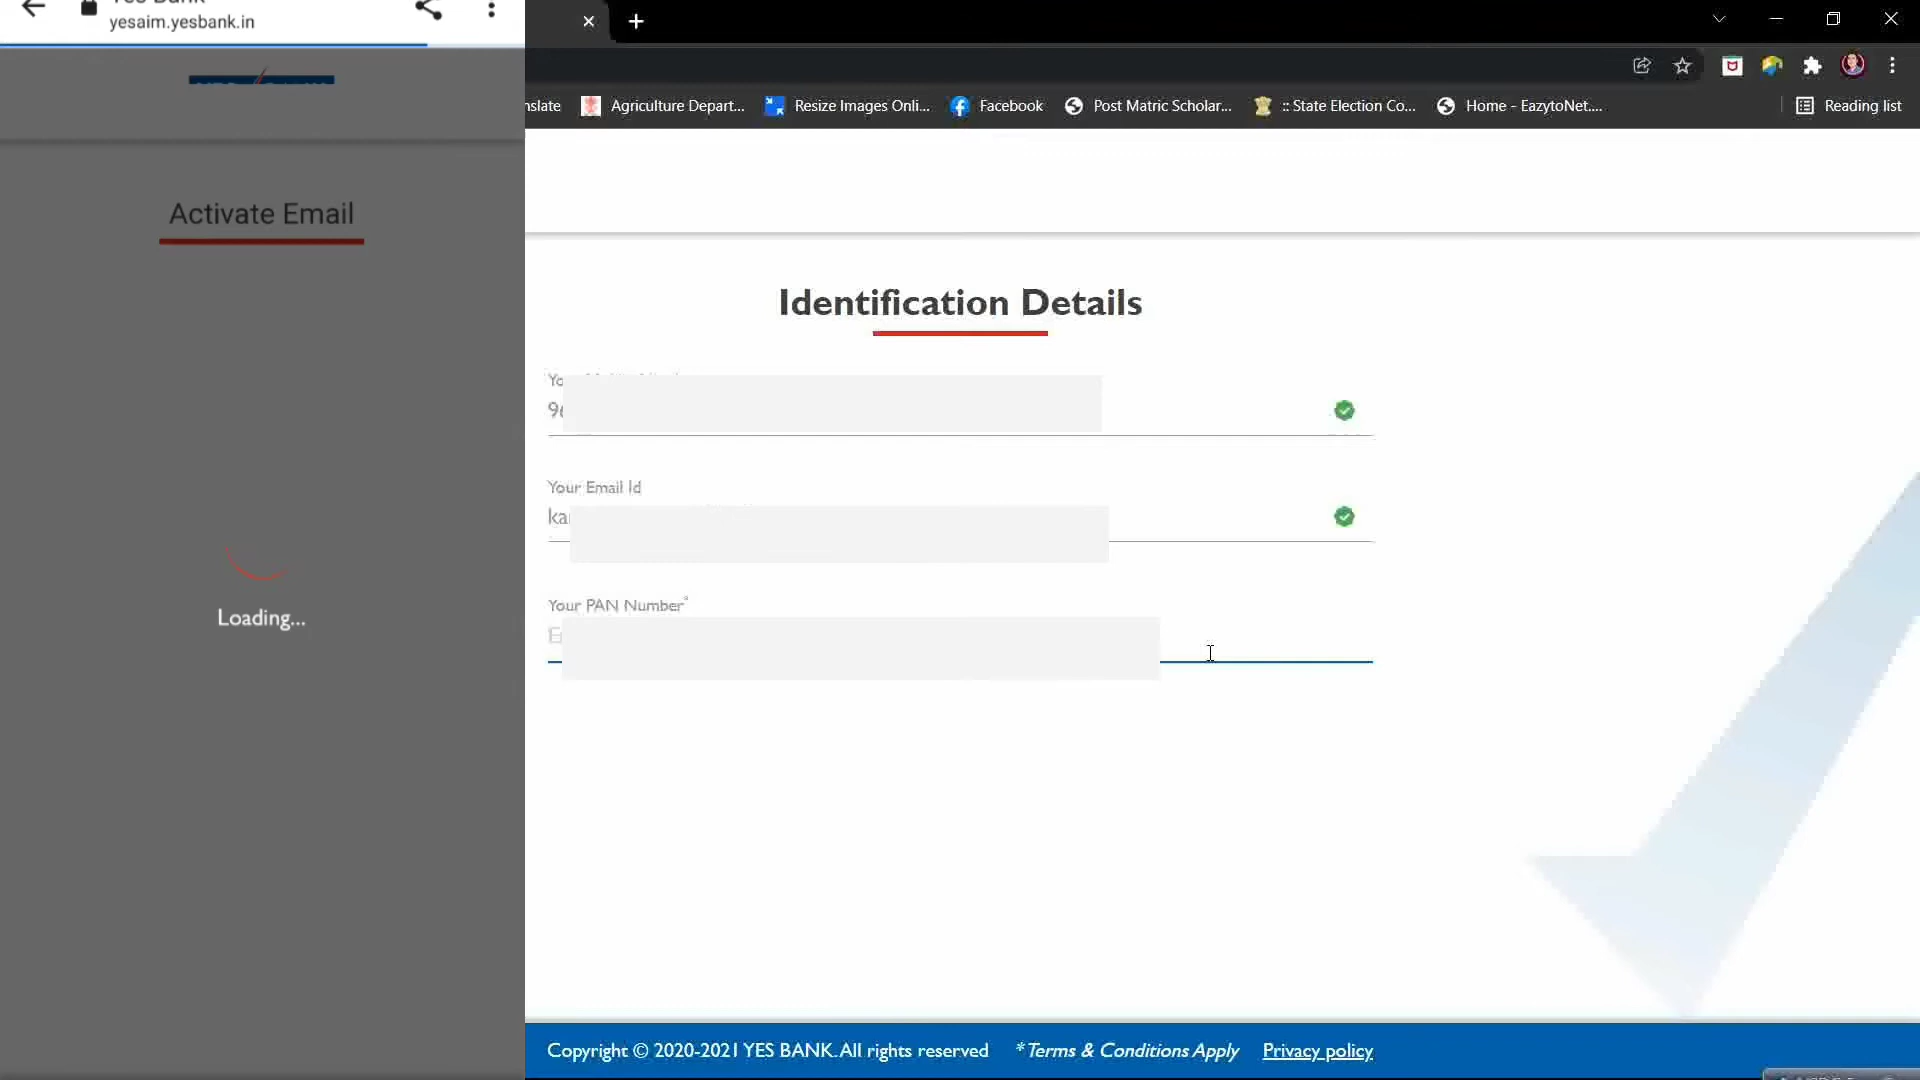 yesaim.yesbank.in
Activate Email
Loading...
nslate
Agriculture Depart...
Resize Images Onli...
Facebook
Post Matric Scholar...
:: State Election Co...
Home - EazytoNet....
Reading list
Identification Details
96
Your Email Id
ka
Your PAN Number*
Copyright © 2020-2021 YES BANK. All rights reserved
*Terms & Conditions Apply
Privacy policy